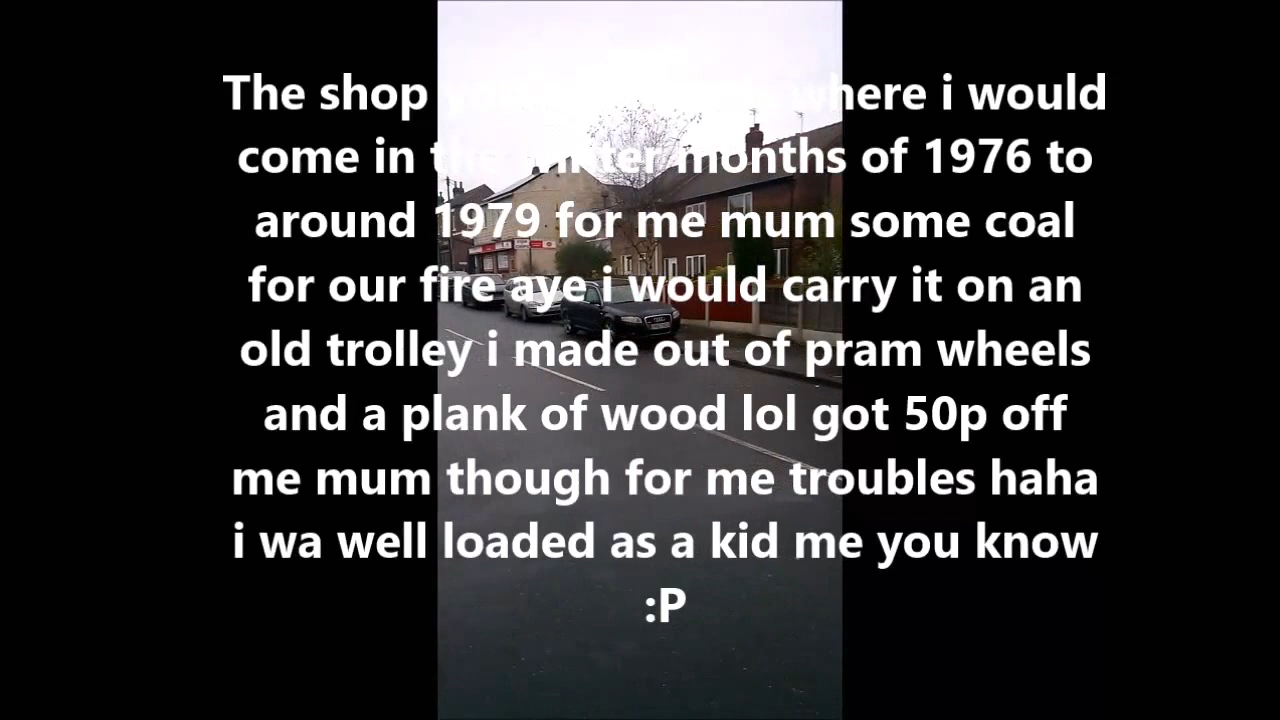 The shop where i would
come in the winter months of 1976 to
around 1979 for me mum some coal
for our fire aye i would carry it on an
old trolley i made out of pram wheels
and a plank of wood lol got 50p off
me mum though for me troubles haha
i wa well loaded as a kid me you know
:P